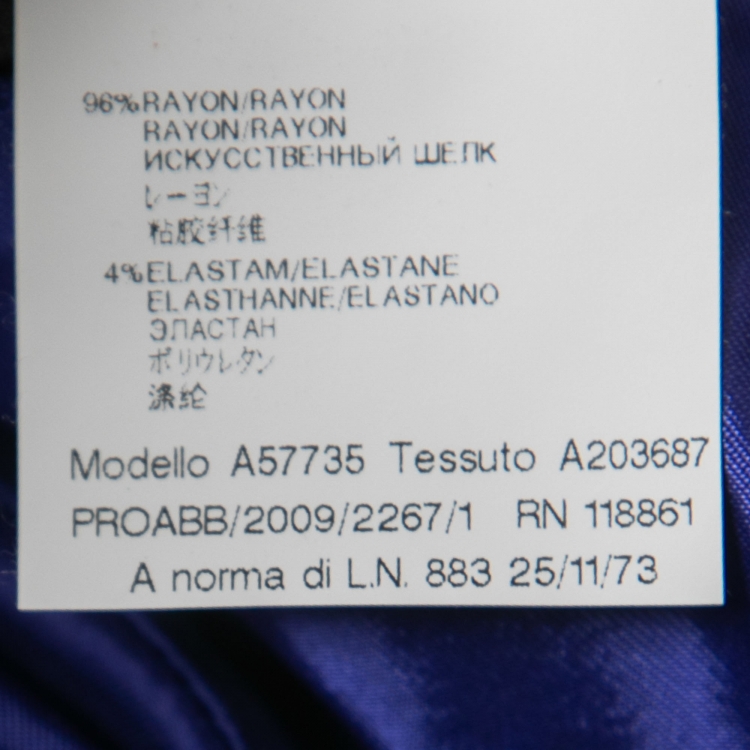 96% RAYON/RAYON
RAYON/RAYON
ИСКУССТВЕННЫЙ ШЕЛК
レーヨン
粘胶纤维
4% ELASTAM/ELASTANE
ELASTHANNE/ELASTANO
ЭЛАСТАН
ポリウレタン
涤纶
Modello A57735 Tessuto A203687
PROABB/2009/2267/1 RN 118861
A norma di L.N. 883 25/11/73